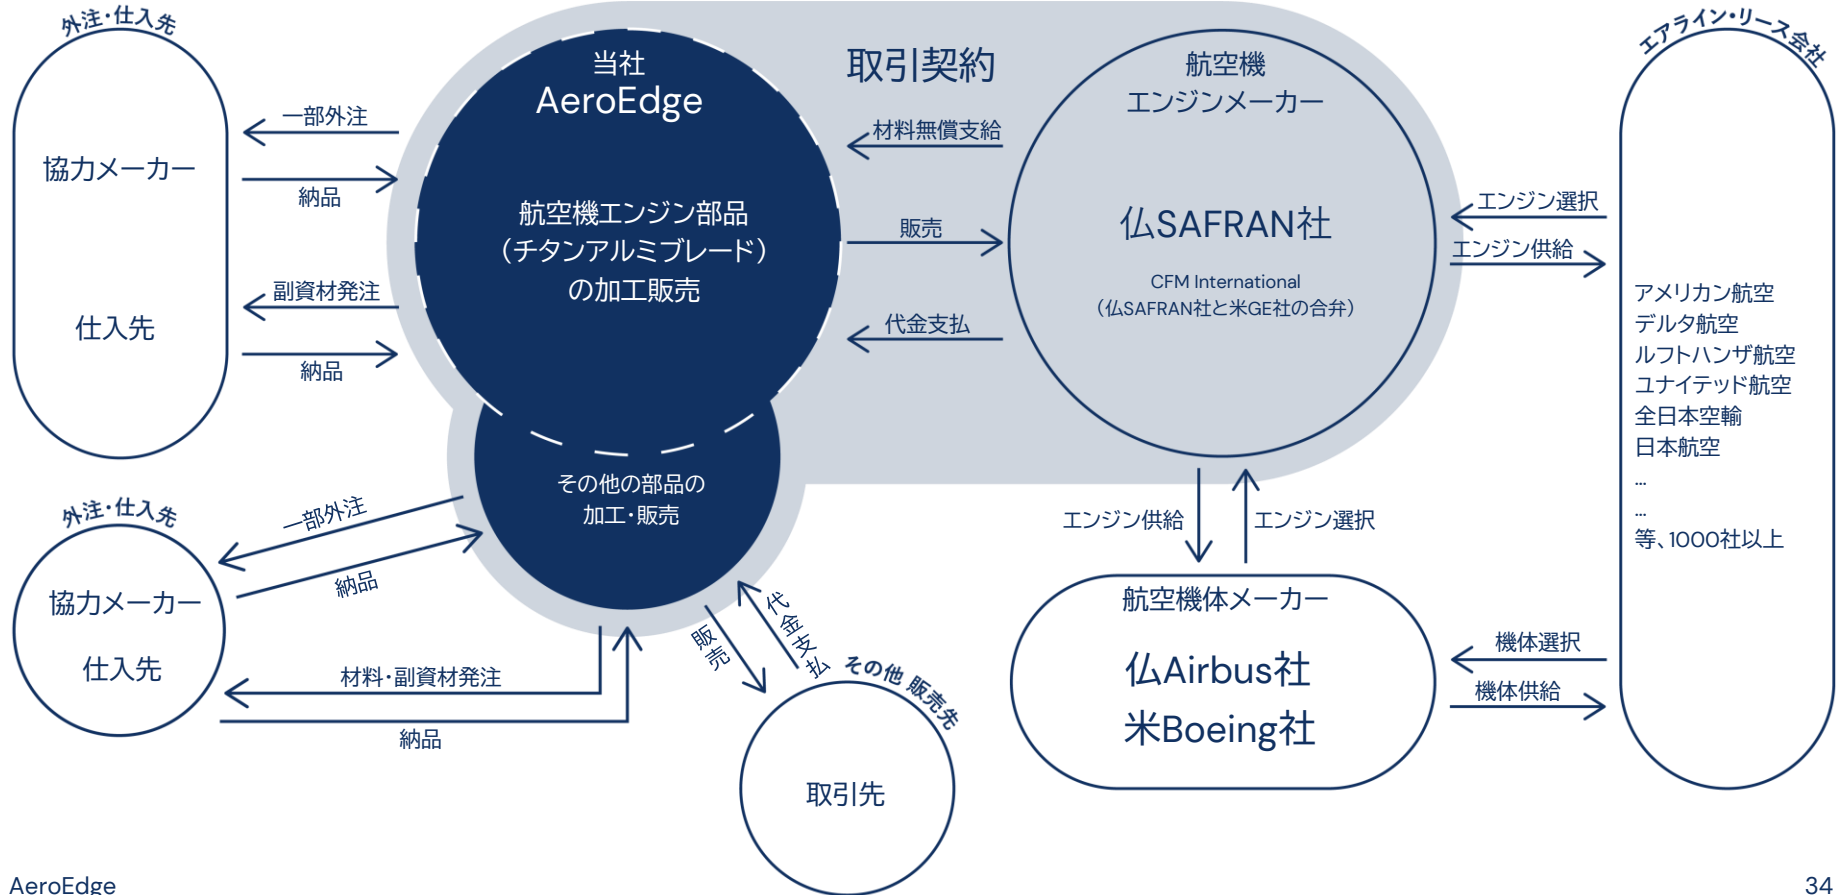 外注・仕入先
協力メーカー
仕入先
一部外注
納品
副資材発注
納品
当社
AeroEdge
航空機エンジン部品
（チタンアルミブレード）
の加工販売
その他の部品の
加工・販売
取引契約
材料無償支給
販売
代金支払
航空機
エンジンメーカー
仏SAFRAN社
CFM International
（仏SAFRAN社と米GE社の合弁）
エンジン選択
エンジン供給
エアライン・リース会社
アメリカン航空
デルタ航空
ルフトハンザ航空
ユナイテッド航空
全日本空輸
日本航空
...
...
等、1000社以上
外注・仕入先
協力メーカー
仕入先
一部外注
納品
材料・副資材発注
納品
販売
代金支払
その他 販売先
取引先
エンジン供給
エンジン選択
航空機体メーカー
仏Airbus社
米Boeing社
機体選択
機体供給
AeroEdge
34